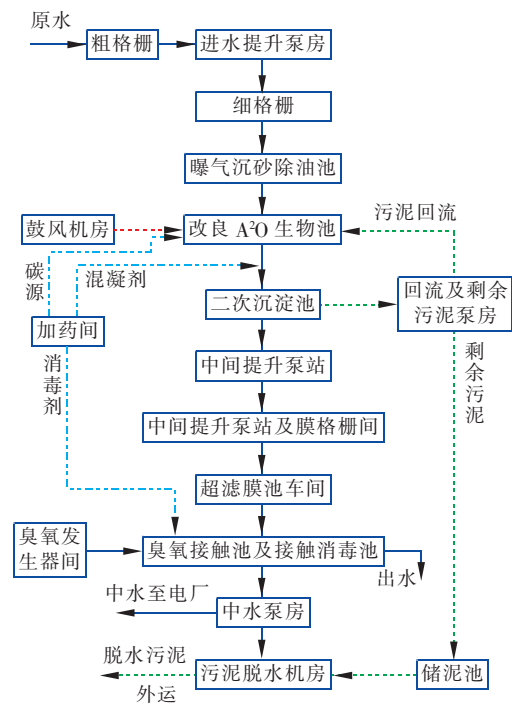 原水
粗格栅
进水提升泵房
细格栅
曝气沉砂除油池
污泥回流
鼓风机房
改良 A²O 生物池
碳
源
混凝剂
二次沉淀池
回流及剩余
污泥泵房
加药间
消
毒
剂
剩
余
污
泥
中间提升泵站
中间提升泵站及膜格栅间
超滤膜池车间
臭氧发
生器间
臭氧接触池及接触消毒池
出水
中水至电厂
中水泵房
脱水污泥
外运
污泥脱水机房
储泥池